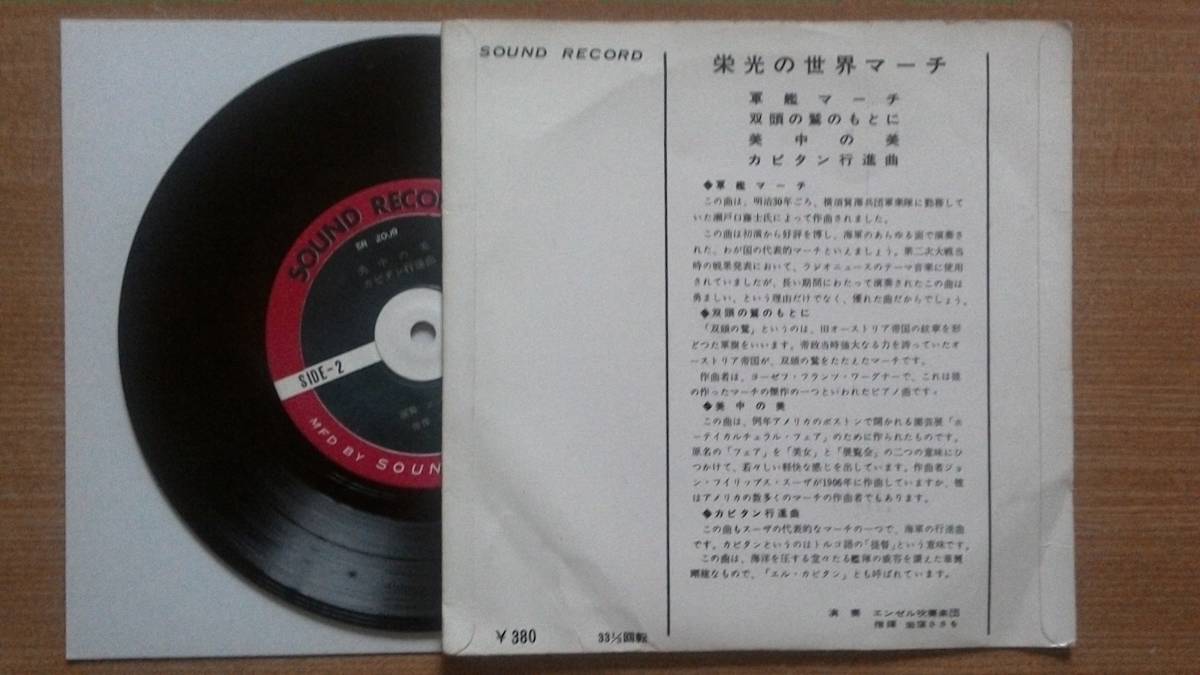 SOUND RECORD
SR 2019
美中の美
カピタン行進曲
SIDE-2
MFD BY SOUN
SOUND RECORD
¥380
33⅓回転
栄光の世界マーチ
軍艦マーチ
双頭の鷲のもとに
美中の美
カピタン行進曲
◆軍艦マーチ
この曲は、明治30年ごろ、横須賀海兵団軍楽隊に勤務して
いた瀬戸口藤士氏によって作曲されました。
この曲は初演から好評を博し、海軍のあらゆる面で演奏さ
れた、わが国の代表的マーチといえましょう。第二次大戦当
時の戦果発表において、ラジオニュースのテーマ音楽に使用
されていましたが、長い期間にわたって演奏されたこの曲は
勇ましい、という理由だけでなく、優れた曲だからでしょう。
◆双頭の鷲のもとに
「双頭の鷲」というのは、旧オーストリア帝国の紋章を形
どつた軍旗をいいます。帝政当時強大なる力を誇っていたオ
ーストリア帝国が、双頭の鷲をたたえたマーチです。
作曲者は、ヨーゼフ・フランツ・ワーグナーで、これは彼
の作ったマーチの傑作の一つといわれたピアノ曲です。
◆美中の美
この曲は、例年アメリカのボストンで開かれる園芸展「ホ
ーテイカルチュラル・フェア」のために作られたものです。
原名の「フェア」を「美女」と「展覧会」の二つの意味にひ
つかけて、若々しい軽快な感じを出しています。作曲者ジョ
ン・フイリップス・スーザが1906年に作曲していますか、彼
はアメリカの数多くのマーチの作曲者でもあります。
◆カピタン行進曲
この曲もスーザの代表的なマーチの一つで、海軍の行進曲
です。カピタンというのはトルコ語の「提督」という意味です。
この曲は、海洋を圧する堂々たる艦隊の威容を讃えた華麗
剛健なもので、「エル・カピタン」とも呼ばれています。
演奏 エンゼル吹奏楽団
指揮